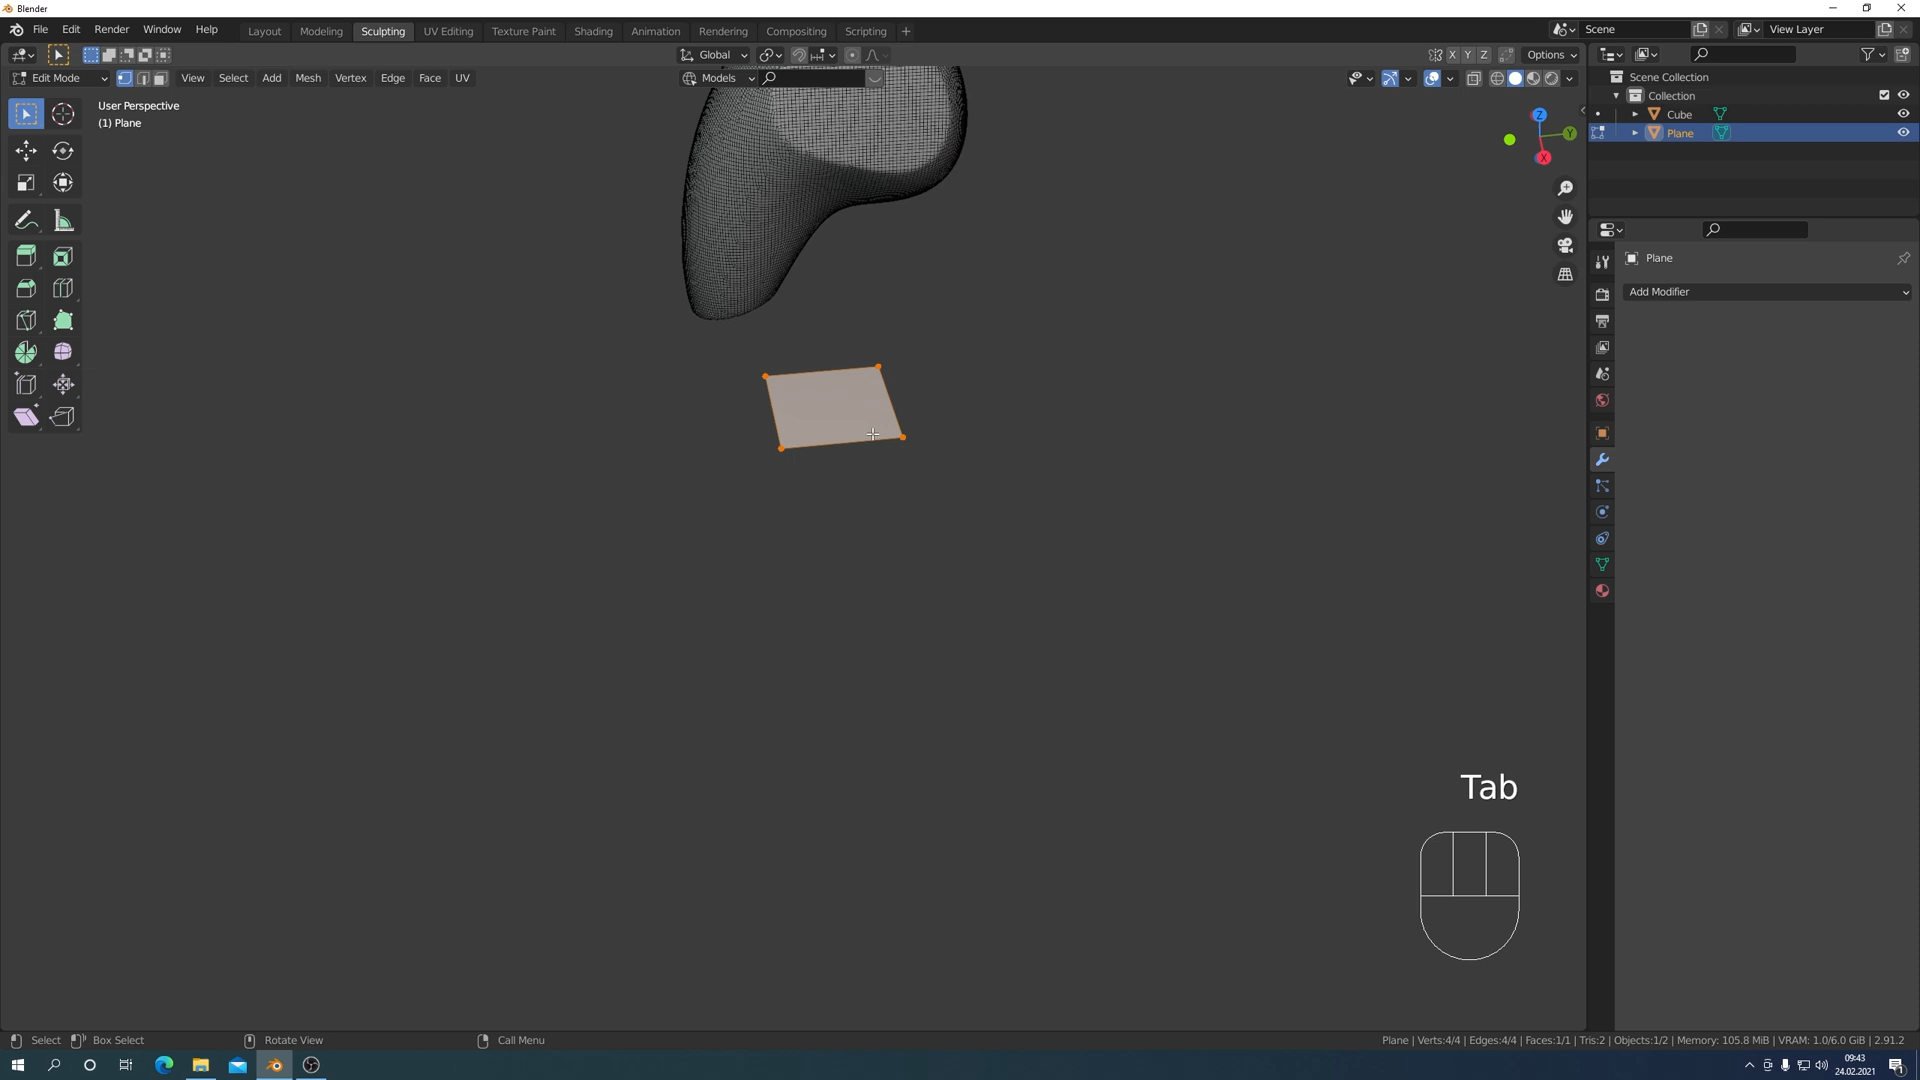 Blender
File Edit Render Window Help Layout Modeling Sculpting UV Editing Texture Paint Shading Animation Rendering Compositing Scripting + Scene View Layer
Global X Y Z Options
Edit Mode View Select Add Mesh Vertex Edge Face UV Models
Scene Collection
Collection
Cube
Plane
User Perspective
(1) Plane
Z
Y
X
Plane
Add Modifier
Tab
Select Box Select Rotate View Call Menu Plane | Verts:4/4 | Edges:4/4 | Faces:1/1 | Tris:2 | Objects:1/2 | Memory: 105.8 MiB | VRAM: 1.0/6.0 GiB | 2.91.2
09:43
24.02.2021
1